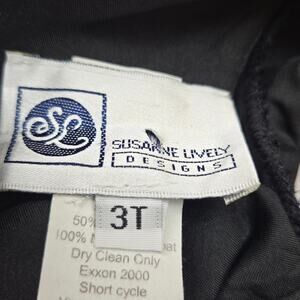 SL
SUSANNE LIVELY
DESIGNS
3T
50%
100%
Dry Clean Only
Exxon 2000
Short cycle